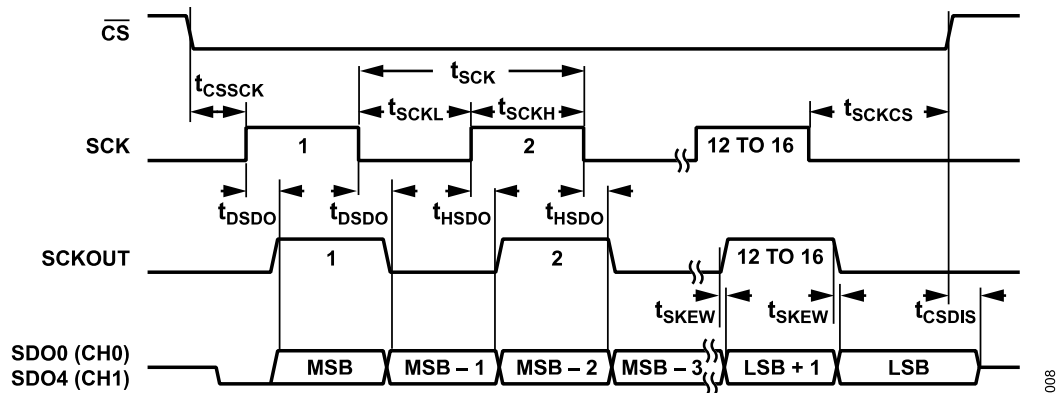 CS
tCSSCK
tSCK
tSCKL
tSCKH
tSCKCS
SCK
1
2
12 TO 16
tDSDO
tDSDO
tHSDO
tHSDO
SCKOUT
1
2
12 TO 16
tSKEW
tSKEW
tCSDIS
SDO0 (CH0)
SDO4 (CH1)
MSB
MSB – 1
MSB – 2
MSB – 3
LSB + 1
LSB
008